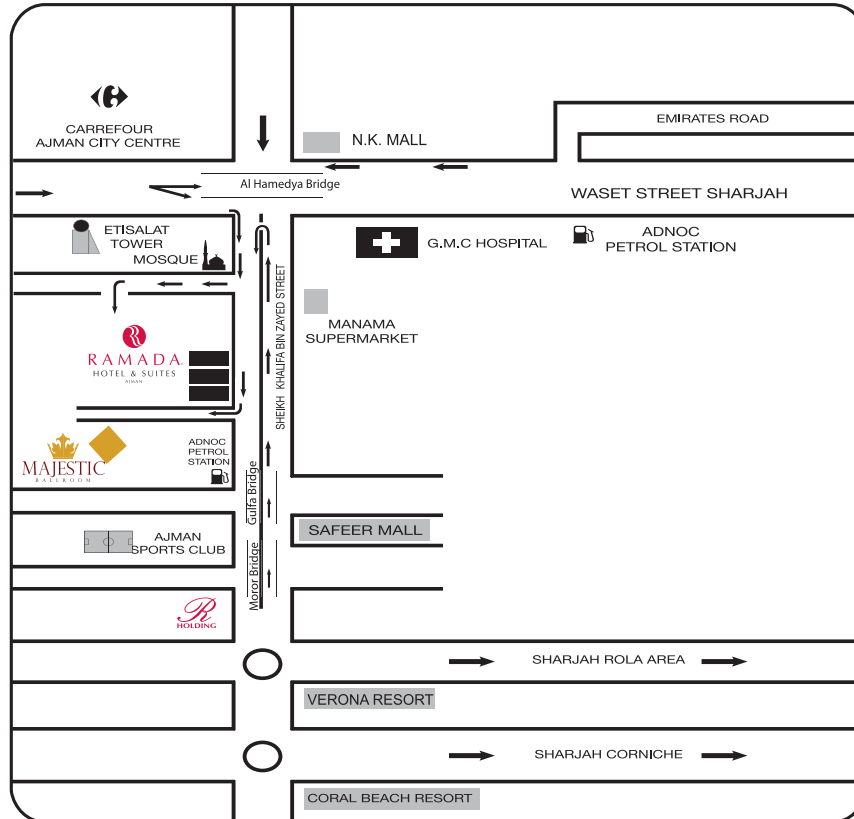 EMIRATES ROAD
CARREFOUR
AJMAN CITY CENTRE
N.K. MALL
Al Hamedya Bridge
WASET STREET SHARJAH
ETISALAT
TOWER
MOSQUE
G.M.C HOSPITAL
ADNOC
PETROL STATION
SHEIKH KHALIFA BIN ZAYED STREET
MANAMA
SUPERMARKET
RAMADA
HOTEL & SUITES
AJMAN
MAJESTIC
BALLROOM
ADNOC
PETROL
STATION
Gulfa Bridge
SAFEER MALL
AJMAN
SPORTS CLUB
Moror Bridge
R
HOLDING
SHARJAH ROLA AREA
VERONA RESORT
SHARJAH CORNICHE
CORAL BEACH RESORT